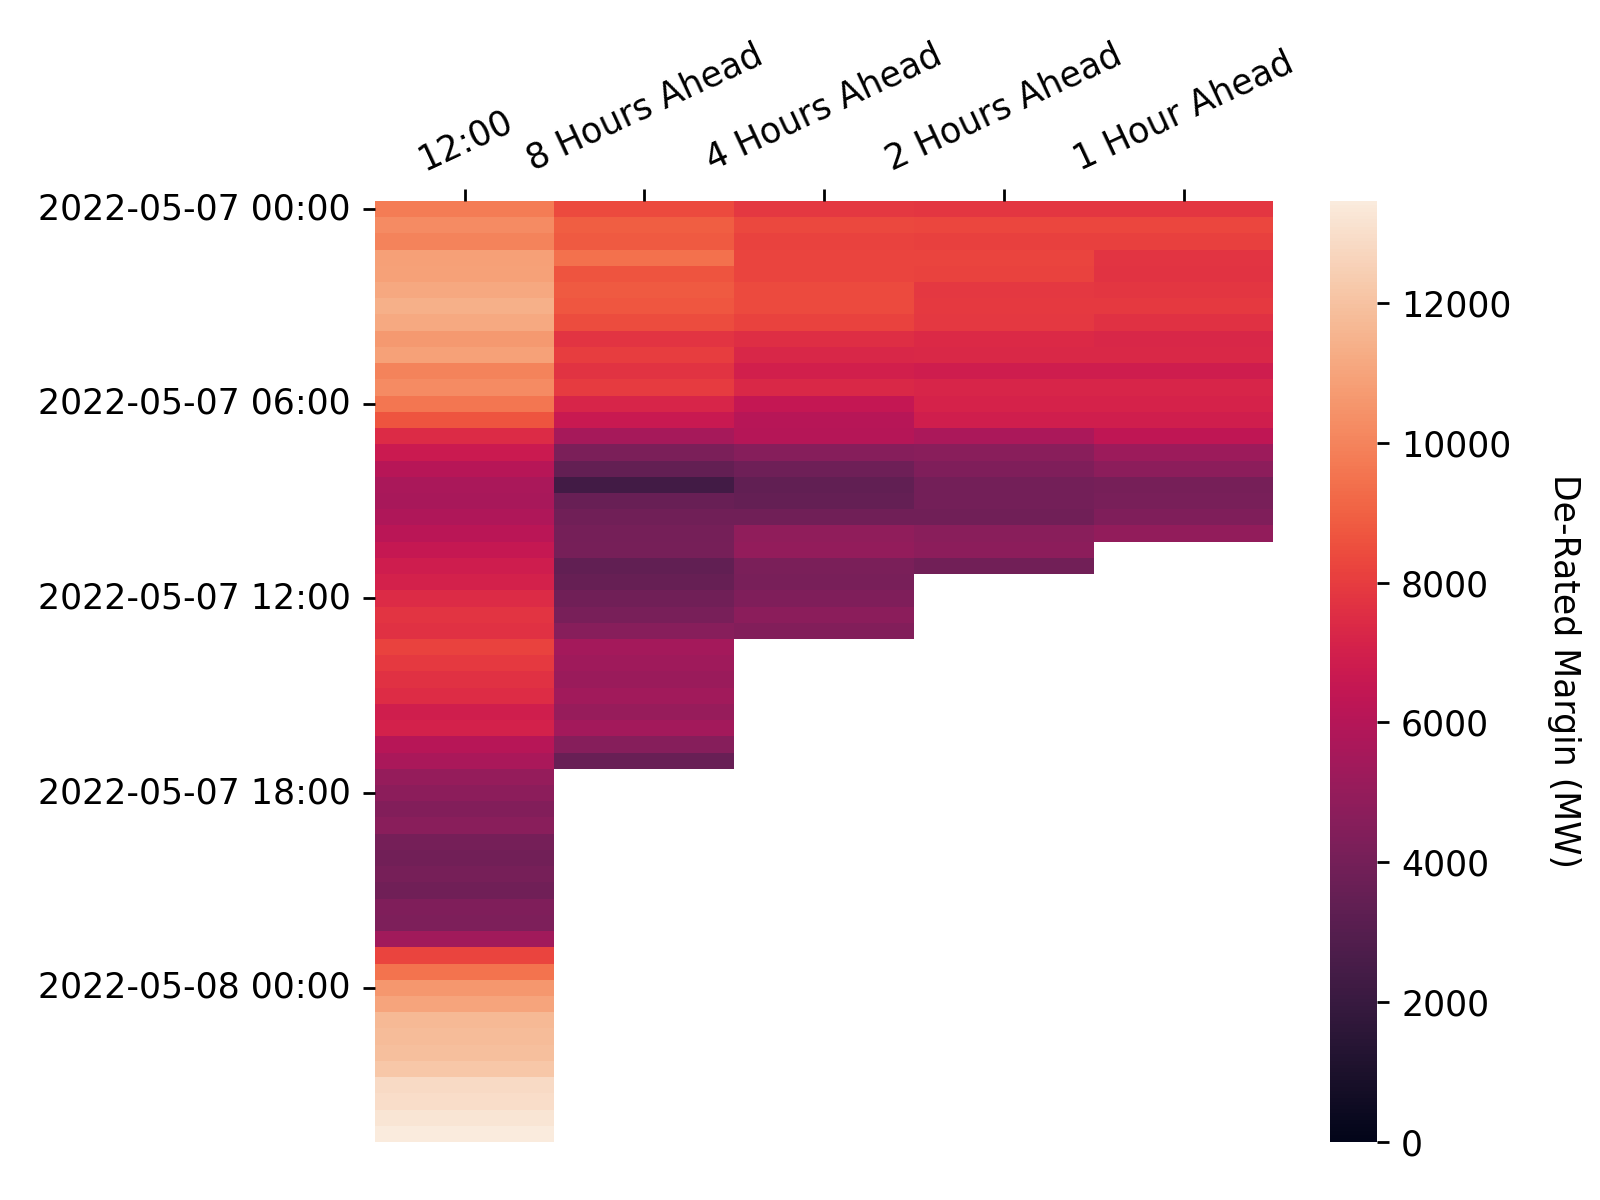 12:00
8 Hours Ahead
4 Hours Ahead
2 Hours Ahead
1 Hour Ahead
2022-05-07 00:00
2022-05-07 06:00
2022-05-07 12:00
2022-05-07 18:00
2022-05-08 00:00
12000
10000
8000
6000
4000
2000
0
De-Rated Margin (MW)